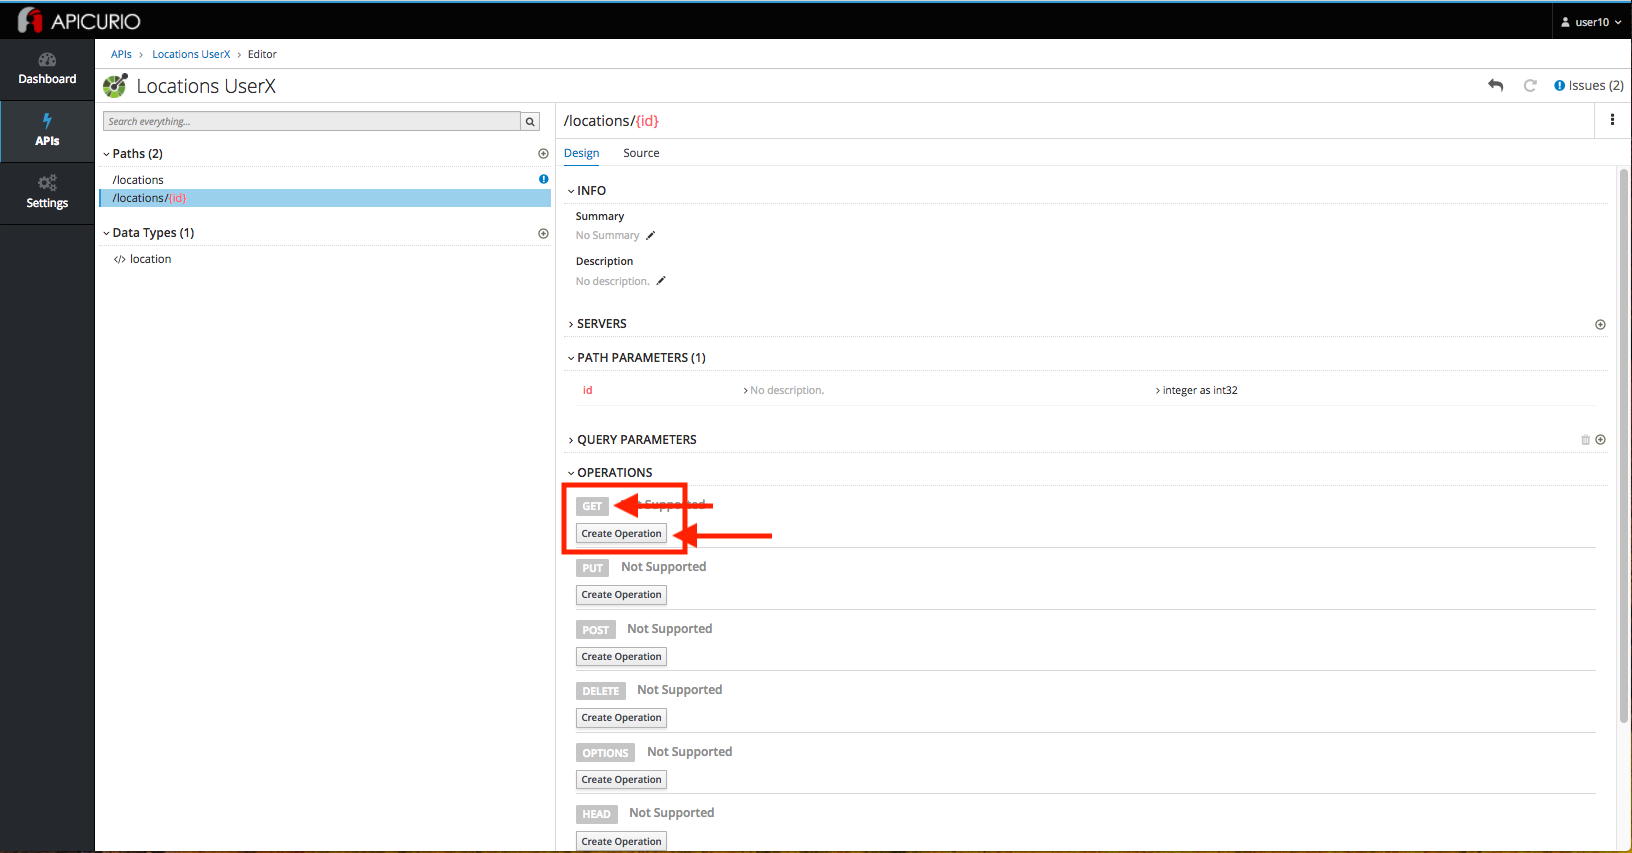 APICURIO
user10
Dashboard
APIs
Settings
APIs › Locations UserX › Editor
Locations UserX
Issues (2)
Search everything...
Paths (2)
/locations
/locations/{id}
Data Types (1)
</> location
/locations/{id}
Design Source
INFO
Summary
No Summary
Description
No description.
SERVERS
PATH PARAMETERS (1)
id > No description. > integer as int32
QUERY PARAMETERS
OPERATIONS
GET Supported
Create Operation
PUT Not Supported
Create Operation
POST Not Supported
Create Operation
DELETE Not Supported
Create Operation
OPTIONS Not Supported
Create Operation
HEAD Not Supported
Create Operation